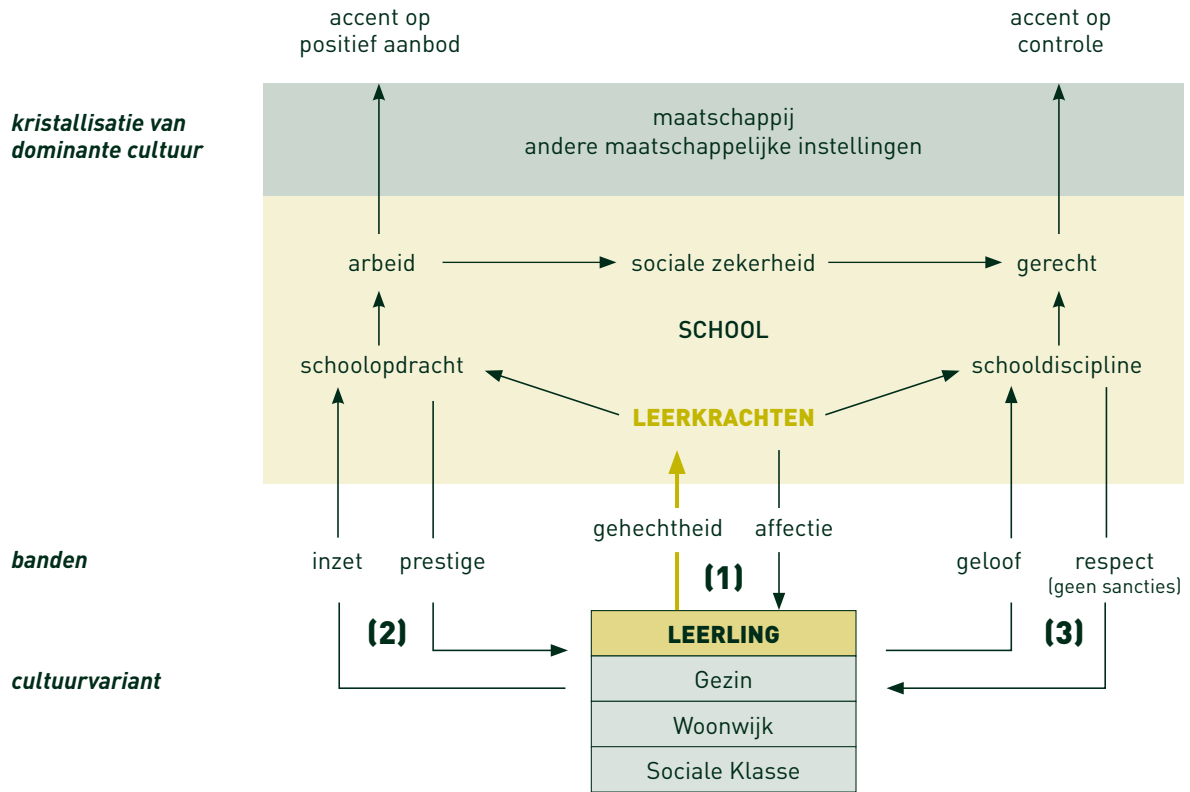 accent op
positief aanbod
accent op
controle
kristallisatie van
dominante cultuur
maatschappij
andere maatschappelijke instellingen
arbeid
sociale zekerheid
gerecht
SCHOOL
schoolopdracht
schooldiscipline
LEERKRACHTEN
gehechtheid
affectie
banden
inzet
prestige
geloof
respect
(geen sancties)
(1)
(2)
(3)
LEERLING
cultuurvariant
Gezin
Woonwijk
Sociale Klasse